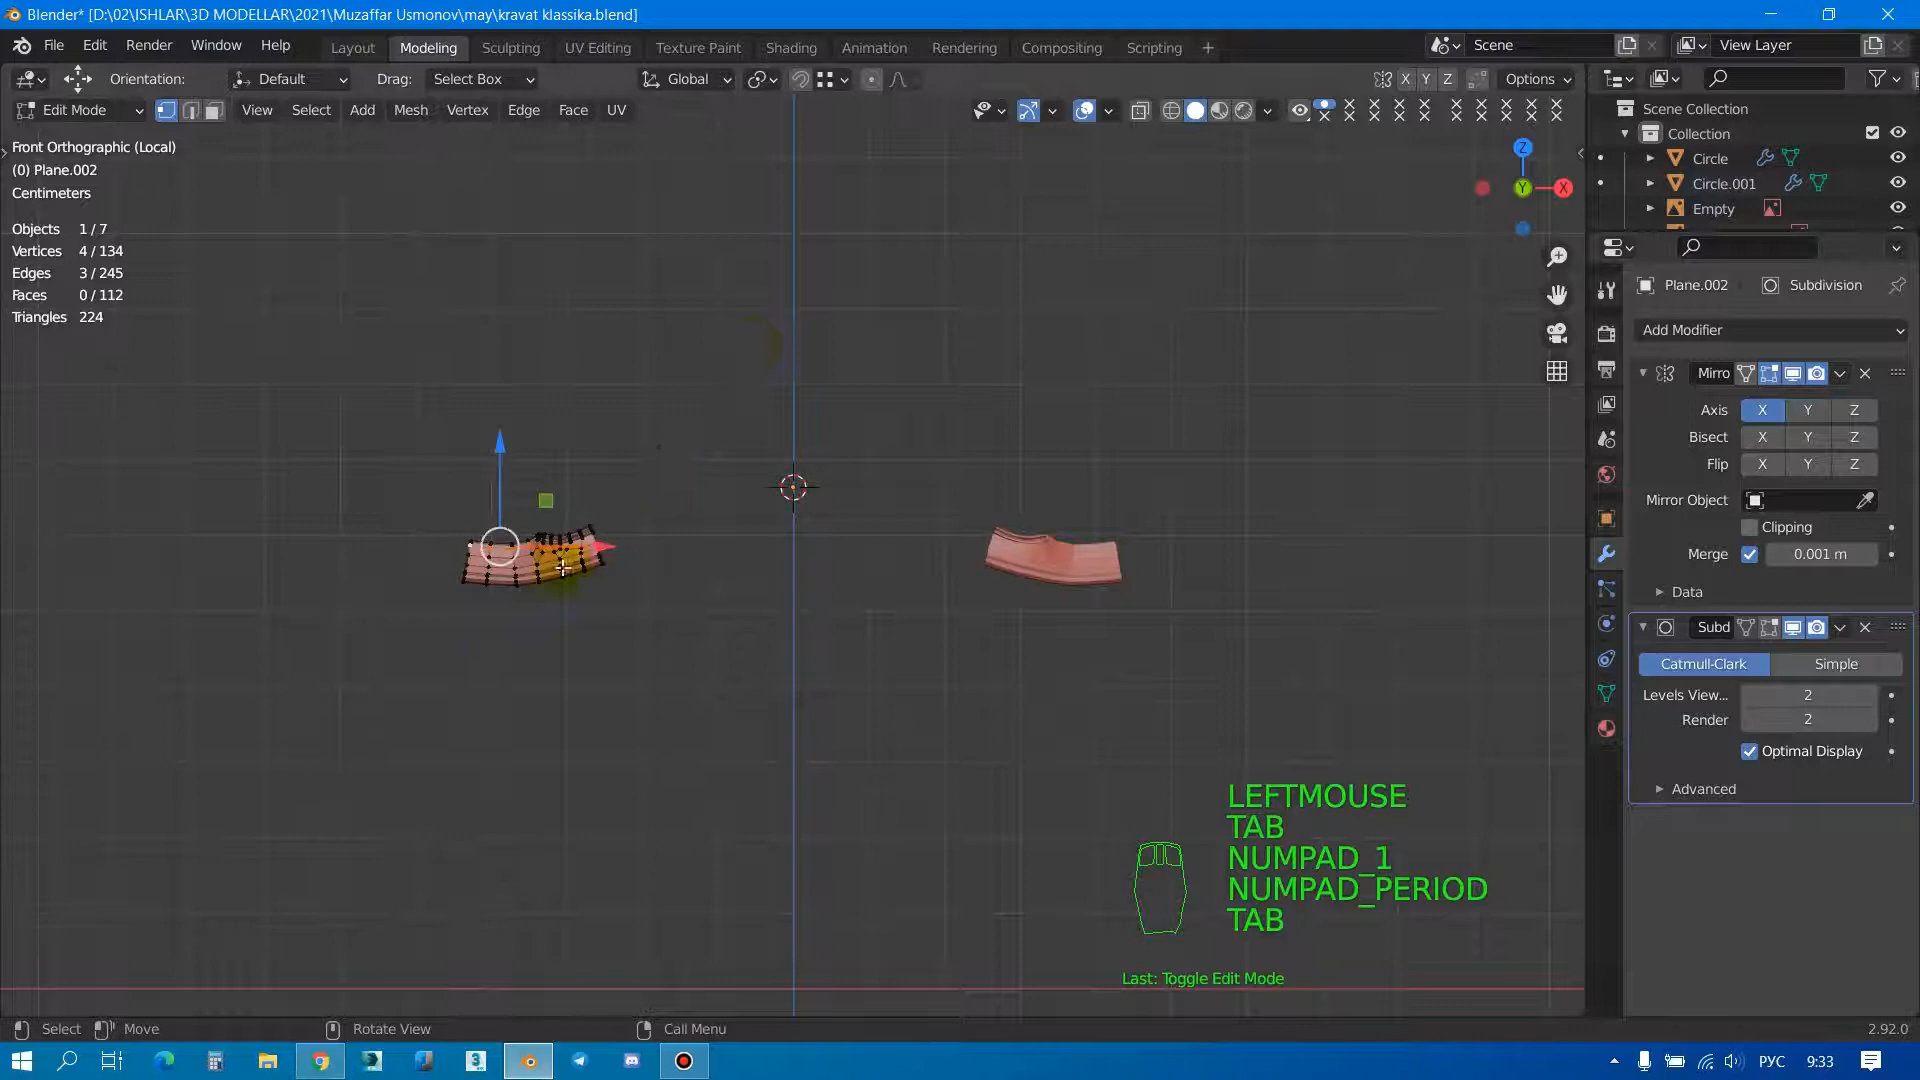 Blender* [D:\02\ISHLAR\3D MODELLAR\2021\Muzaffar Usmonov\may\kravat klassika.blend]
File Edit Render Window Help Layout Modeling Sculpting UV Editing Texture Paint Shading Animation Rendering Compositing Scripting + Scene View Layer
Orientation: Default Drag: Select Box Global X Y Z Options
Edit Mode View Select Add Mesh Vertex Edge Face UV
Scene Collection
Collection
Circle
Circle.001
Empty
Front Orthographic (Local)
(0) Plane.002
Centimeters
Objects 1 / 7
Vertices 4 / 134
Edges 3 / 245
Faces 0 / 112
Triangles 224
Z
Y
X
Plane.002 Subdivision
Add Modifier
Mirro
Axis X Y Z
Bisect X Y Z
Flip X Y Z
Mirror Object
Clipping
Merge 0.001 m
Data
Subd
Catmull-Clark Simple
Levels View... 2
Render 2
Optimal Display
Advanced
LEFTMOUSE
TAB
NUMPAD_1
NUMPAD_PERIOD
TAB
Last: Toggle Edit Mode
Select Move Rotate View Call Menu 2.92.0
РУС 9:33